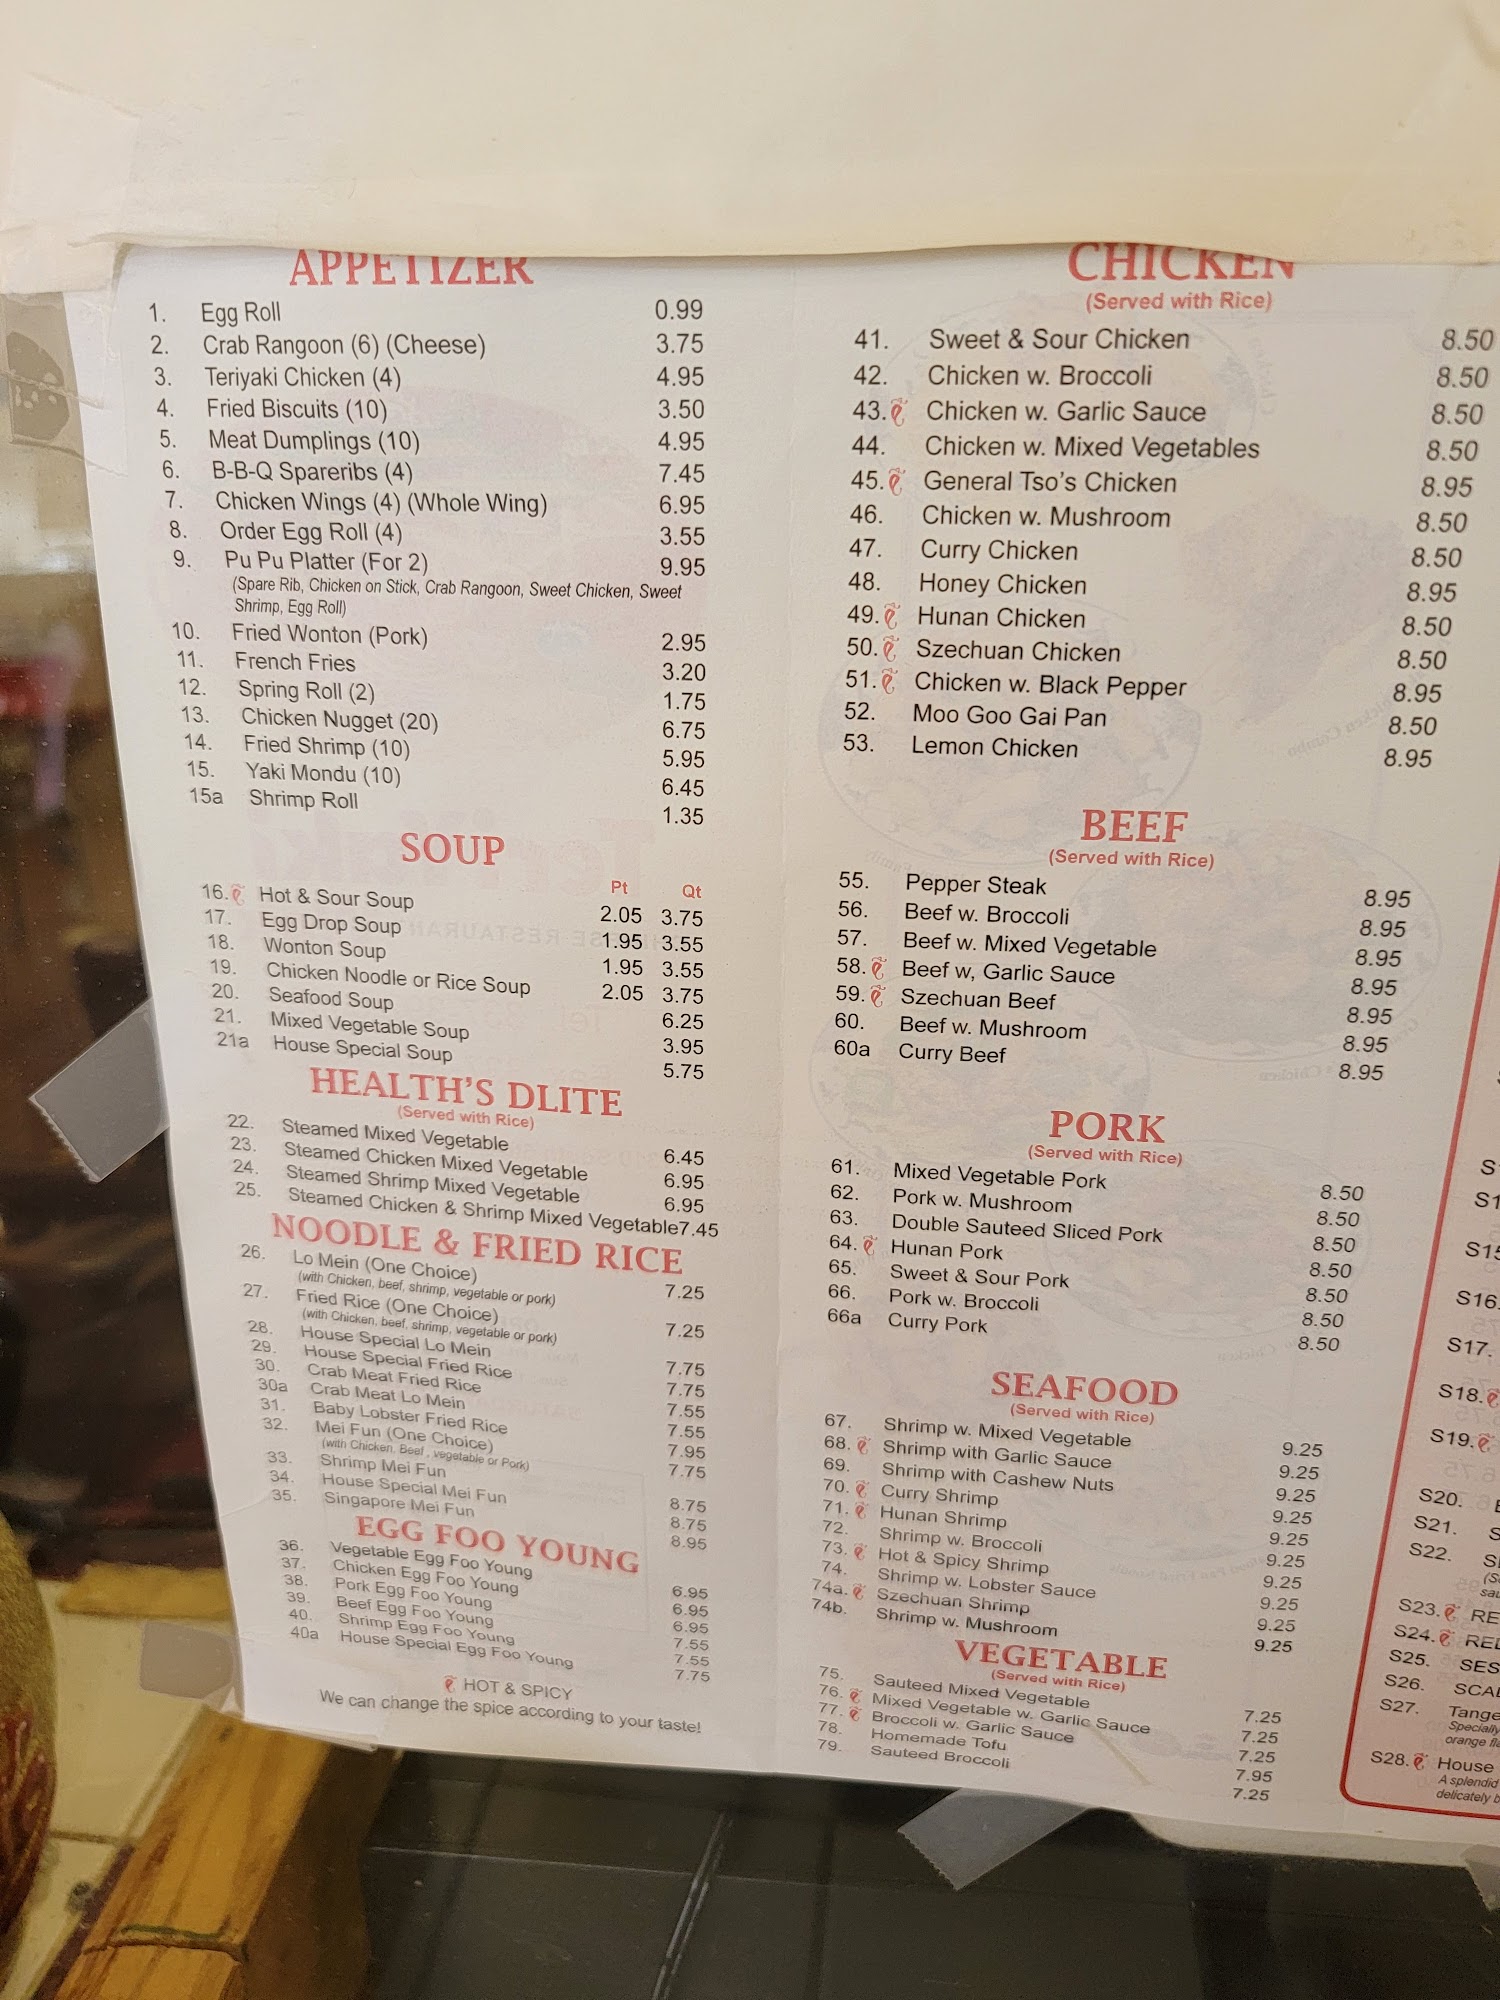 APPETIZER
1. Egg Roll 0.99
2. Crab Rangoon (6) (Cheese) 3.75
3. Teriyaki Chicken (4) 4.95
4. Fried Biscuits (10) 3.50
5. Meat Dumplings (10) 4.95
6. B-B-Q Spareribs (4) 7.45
7. Chicken Wings (4) (Whole Wing) 6.95
8. Order Egg Roll (4) 3.55
9. Pu Pu Platter (For 2) 9.95
(Spare Rib, Chicken on Stick, Crab Rangoon, Sweet Chicken, Sweet
Shrimp, Egg Roll)
10. Fried Wonton (Pork) 2.95
11. French Fries 3.20
12. Spring Roll (2) 1.75
13. Chicken Nugget (20) 6.75
14. Fried Shrimp (10) 5.95
15. Yaki Mondu (10) 6.45
15a Shrimp Roll 1.35
SOUP
Pt Qt
16. Hot & Sour Soup 2.05 3.75
17. Egg Drop Soup 1.95 3.55
18. Wonton Soup 1.95 3.55
19. Chicken Noodle or Rice Soup 2.05 3.75
20. Seafood Soup 6.25
21. Mixed Vegetable Soup 3.95
21a House Special Soup 5.75
HEALTH'S DLITE
(Served with Rice)
22. Steamed Mixed Vegetable 6.45
23. Steamed Chicken Mixed Vegetable 6.95
24. Steamed Shrimp Mixed Vegetable 6.95
25. Steamed Chicken & Shrimp Mixed Vegetable 7.45
NOODLE & FRIED RICE
26. Lo Mein (One Choice) 7.25
(with Chicken, beef, shrimp, vegetable or pork)
27. Fried Rice (One Choice) 7.25
(with Chicken, beef, shrimp, vegetable or pork)
28. House Special Lo Mein 7.75
29. House Special Fried Rice 7.75
30. Crab Meat Fried Rice 7.55
30a Crab Meat Lo Mein 7.55
31. Baby Lobster Fried Rice 7.95
32. Mei Fun (One Choice) 7.75
(with Chicken, Beef , vegetable or Pork)
33. Shrimp Mei Fun 8.75
34. House Special Mei Fun 8.75
35. Singapore Mei Fun 8.95
EGG FOO YOUNG
36. Vegetable Egg Foo Young 6.95
37. Chicken Egg Foo Young 6.95
38. Pork Egg Foo Young 6.95
39. Beef Egg Foo Young 7.55
40. Shrimp Egg Foo Young 7.55
40a House Special Egg Foo Young 7.75
HOT & SPICY
We can change the spice according to your taste!
CHICKEN
(Served with Rice)
41. Sweet & Sour Chicken 8.50
42. Chicken w. Broccoli 8.50
43. Chicken w. Garlic Sauce 8.50
44. Chicken w. Mixed Vegetables 8.50
45. General Tso's Chicken 8.95
46. Chicken w. Mushroom 8.50
47. Curry Chicken 8.50
48. Honey Chicken 8.95
49. Hunan Chicken 8.50
50. Szechuan Chicken 8.50
51. Chicken w. Black Pepper 8.95
52. Moo Goo Gai Pan 8.50
53. Lemon Chicken 8.95
BEEF
(Served with Rice)
55. Pepper Steak 8.95
56. Beef w. Broccoli 8.95
57. Beef w. Mixed Vegetable 8.95
58. Beef w, Garlic Sauce 8.95
59. Szechuan Beef 8.95
60. Beef w. Mushroom 8.95
60a Curry Beef 8.95
PORK
(Served with Rice)
61. Mixed Vegetable Pork 8.50
62. Pork w. Mushroom 8.50
63. Double Sauteed Sliced Pork 8.50
64. Hunan Pork 8.50
65. Sweet & Sour Pork 8.50
66. Pork w. Broccoli 8.50
66a Curry Pork 8.50
SEAFOOD
(Served with Rice)
67. Shrimp w. Mixed Vegetable 9.25
68. Shrimp with Garlic Sauce 9.25
69. Shrimp with Cashew Nuts 9.25
70. Curry Shrimp 9.25
71. Hunan Shrimp 9.25
72. Shrimp w. Broccoli 9.25
73. Hot & Spicy Shrimp 9.25
74. Shrimp w. Lobster Sauce 9.25
74a. Szechuan Shrimp 9.25
74b. Shrimp w. Mushroom 9.25
VEGETABLE
(Served with Rice)
75. Sauteed Mixed Vegetable 7.25
76. Mixed Vegetable w. Garlic Sauce 7.25
77. Broccoli w. Garlic Sauce 7.25
78. Homemade Tofu 7.95
79. Sauteed Broccoli 7.25
S15
S16.
S17.
S18.
S19.
S20.
S21.
S22.
S23. RE
S24. RED
S25. SES
S26. SCAL
S27. Tange
Specially
orange fla
S28. House
A splendid
delicately b